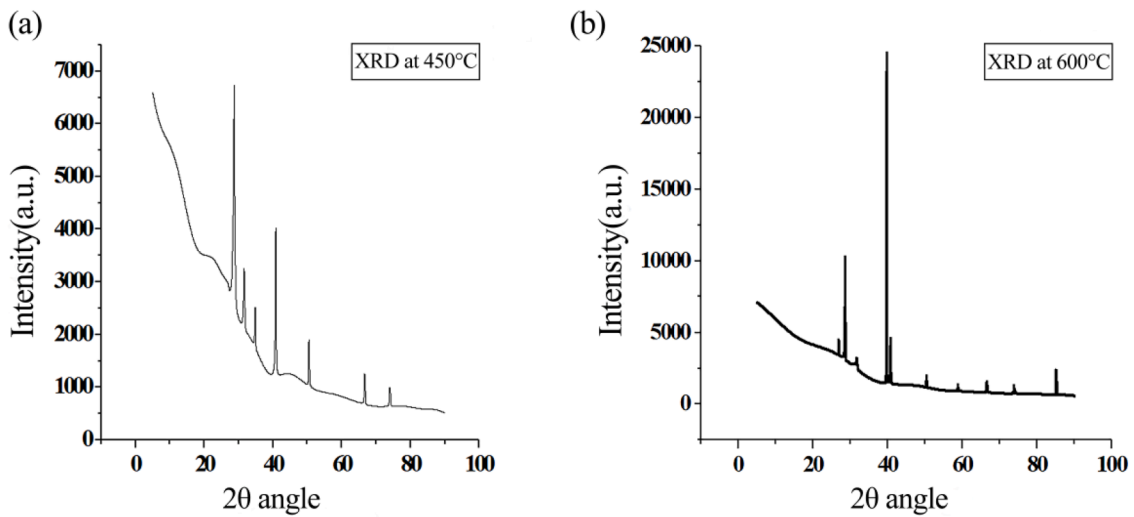 (a)
XRD at 450°C
7000
6000
5000
4000
3000
2000
1000
0
Intensity(a.u.)
0 20 40 60 80 100
2θ angle
(b)
XRD at 600°C
25000
20000
15000
10000
5000
0
Intensity(a.u.)
0 20 40 60 80 100
2θ angle